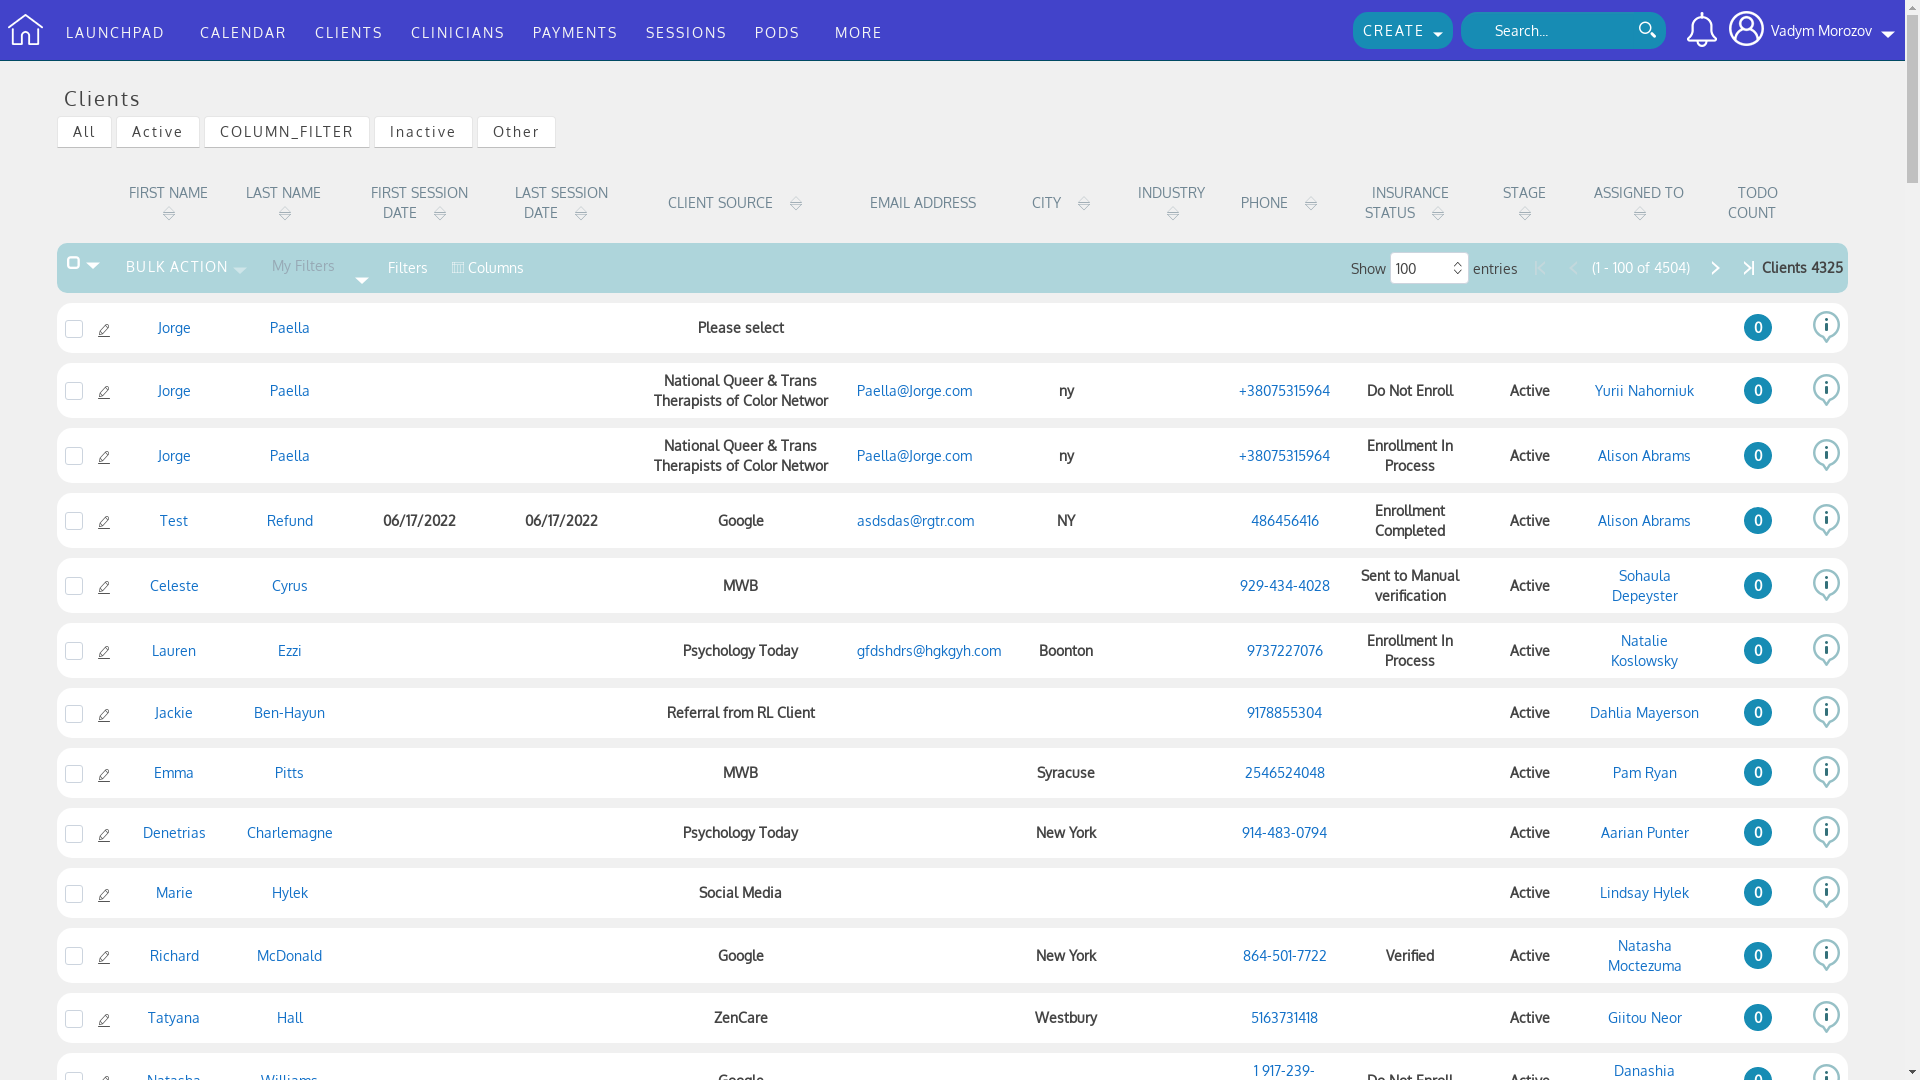 LAUNCHPAD CALENDAR CLIENTS CLINICIANS PAYMENTS SESSIONS PODS MORE CREATE Search... Vadym Morozov
Clients
All Active COLUMN_FILTER Inactive Other
FIRST NAME LAST NAME FIRST SESSION DATE LAST SESSION DATE CLIENT SOURCE EMAIL ADDRESS CITY INDUSTRY PHONE INSURANCE STATUS STAGE ASSIGNED TO TODO COUNT
BULK ACTION My Filters Filters Columns Show 100 entries (1 - 100 of 4504) Clients 4325
Jorge Paella Please select 0
Jorge Paella National Queer & Trans Therapists of Color Networ Paella@Jorge.com ny +38075315964 Do Not Enroll Active Yurii Nahorniuk 0
Jorge Paella National Queer & Trans Therapists of Color Networ Paella@Jorge.com ny +38075315964 Enrollment In Process Active Alison Abrams 0
Test Refund 06/17/2022 06/17/2022 Google asdsdas@rgtr.com NY 486456416 Enrollment Completed Active Alison Abrams 0
Celeste Cyrus MWB 929-434-4028 Sent to Manual verification Active Sohaula Depeyster 0
Lauren Ezzi Psychology Today gfdshdrs@hgkgyh.com Boonton 9737227076 Enrollment In Process Active Natalie Koslowsky 0
Jackie Ben-Hayun Referral from RL Client 9178855304 Active Dahlia Mayerson 0
Emma Pitts MWB Syracuse 2546524048 Active Pam Ryan 0
Denetrias Charlemagne Psychology Today New York 914-483-0794 Active Aarian Punter 0
Marie Hylek Social Media Active Lindsay Hylek 0
Richard McDonald Google New York 864-501-7722 Verified Active Natasha Moctezuma 0
Tatyana Hall ZenCare Westbury 5163731418 Active Giitou Neor 0
Natasha Williams Google 1 917-239- Do Not Enroll Active Danashia 0